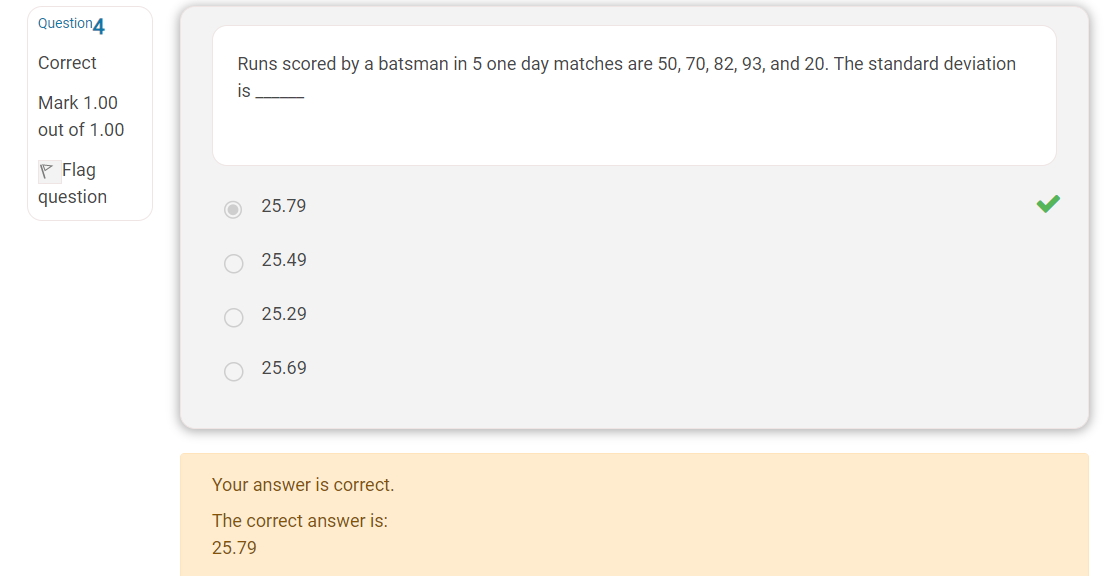 Question4
Correct
Mark 1.00
out of 1.00
Flag
question
Runs scored by a batsman in 5 one day matches are 50, 70, 82, 93, and 20. The standard deviation
is ______
25.79
25.49
25.29
25.69
Your answer is correct.
The correct answer is:
25.79